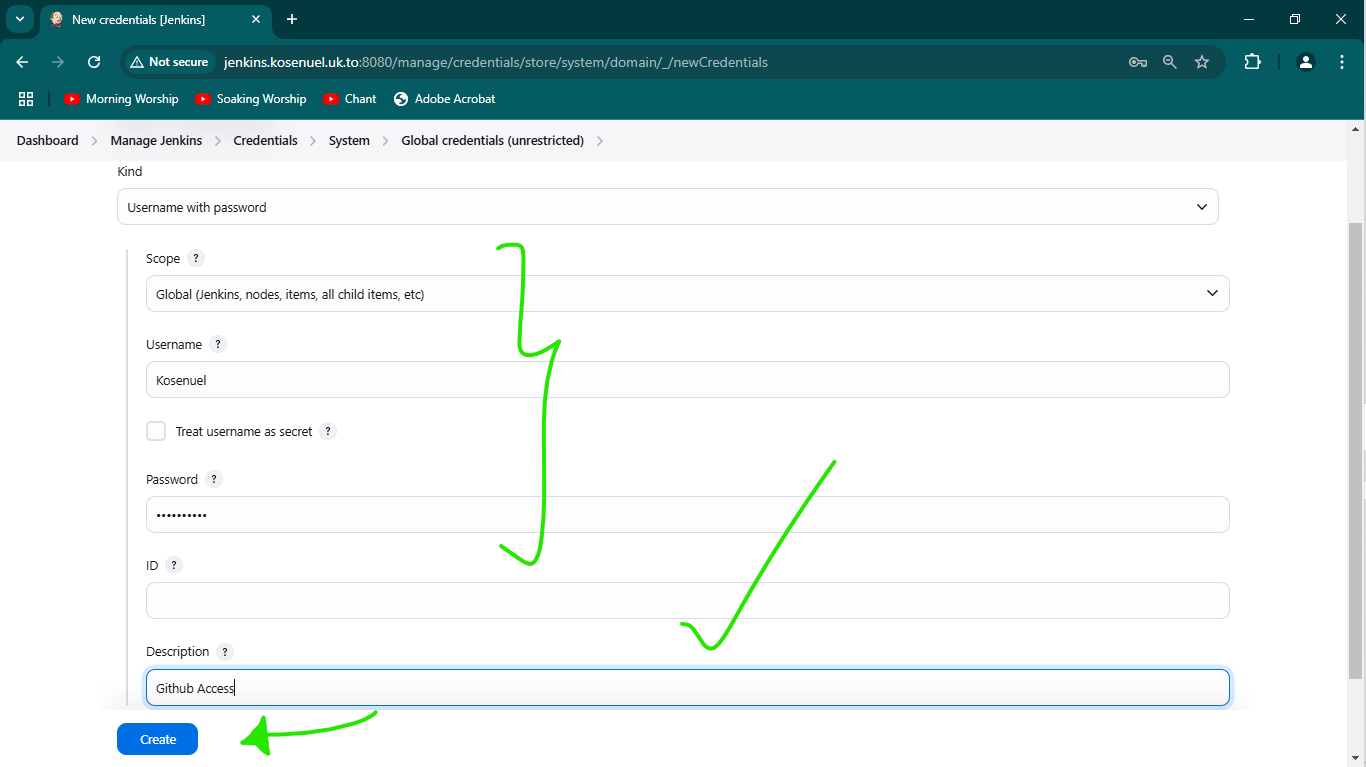 New credentials [Jenkins]
Not secure jenkins.kosenuel.uk.to:8080/manage/credentials/store/system/domain/_/newCredentials
Morning Worship Soaking Worship Chant Adobe Acrobat
Dashboard Manage Jenkins Credentials System Global credentials (unrestricted)
Kind
Username with password
Scope ?
Global (Jenkins, nodes, items, all child items, etc)
Username ?
Kosenuel
Treat username as secret ?
Password ?
••••••••••
ID ?
Description ?
Github Access
Create